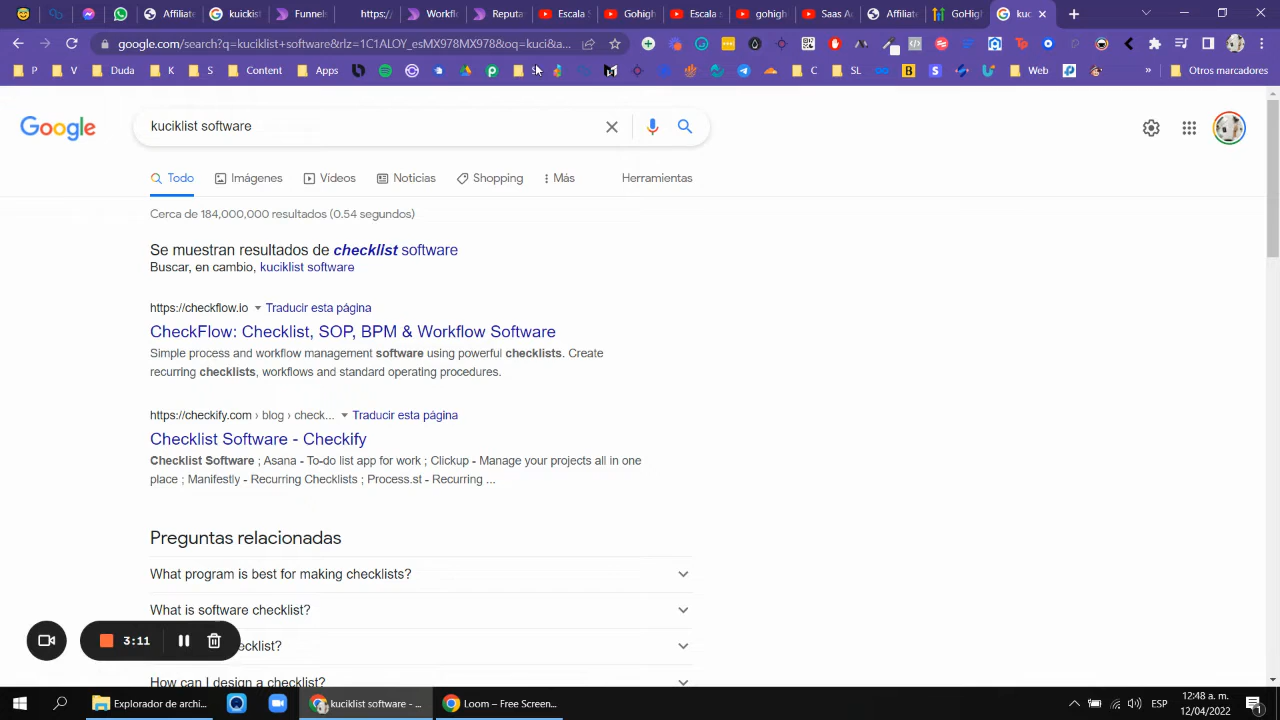 Affiliate
kuickist
Funnels
https:/
Workflo
Reputa
Escala S
Gohigh
Escala s
gohigh
Saas Ac
Affiliate
GoHigh
kuc
google.com/search?q=kuciklist+software&rlz=1C1ALOY_esMX978MX978&oq=kuci&a...
P
V
Duda
K
S
Content
Apps
S
C
SL
Web
»
Otros marcadores
Google
kuciklist software
Todo
Imágenes
Vídeos
Noticias
Shopping
Más
Herramientas
Cerca de 184,000,000 resultados (0.54 segundos)
Se muestran resultados de checklist software
Buscar, en cambio, kuciklist software
https://checkflow.io
Traducir esta página
CheckFlow: Checklist, SOP, BPM & Workflow Software
Simple process and workflow management software using powerful checklists. Create
recurring checklists, workflows and standard operating procedures.
https://checkify.com › blog › check...
Traducir esta página
Checklist Software - Checkify
Checklist Software ; Asana - To-do list app for work ; Clickup - Manage your projects all in one
place ; Manifestly - Recurring Checklists ; Process.st - Recurring ...
Preguntas relacionadas
What program is best for making checklists?
What is software checklist?
ecklist?
How can I design a checklist?
3:11
Explorador de archi...
kuciklist software - ...
Loom – Free Screen...
ESP
12:48 a. m.
12/04/2022
1